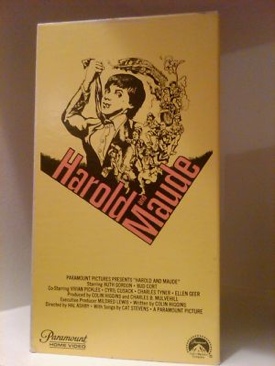 Harold
and
Maude
PARAMOUNT PICTURES PRESENTS "HAROLD AND MAUDE"
Starring RUTH GORDON · BUD CORT
Co-Starring VIVIAN PICKLES · CYRIL CUSACK · CHARLES TYNER · ELLEN GEER
Produced by COLIN HIGGINS and CHARLES B. MULVEHILL
Executive Producer MILDRED LEWIS · Written by COLIN HIGGINS
Directed by HAL ASHBY · With Songs by CAT STEVENS · A PARAMOUNT PICTURE
Paramount
HOME VIDEO